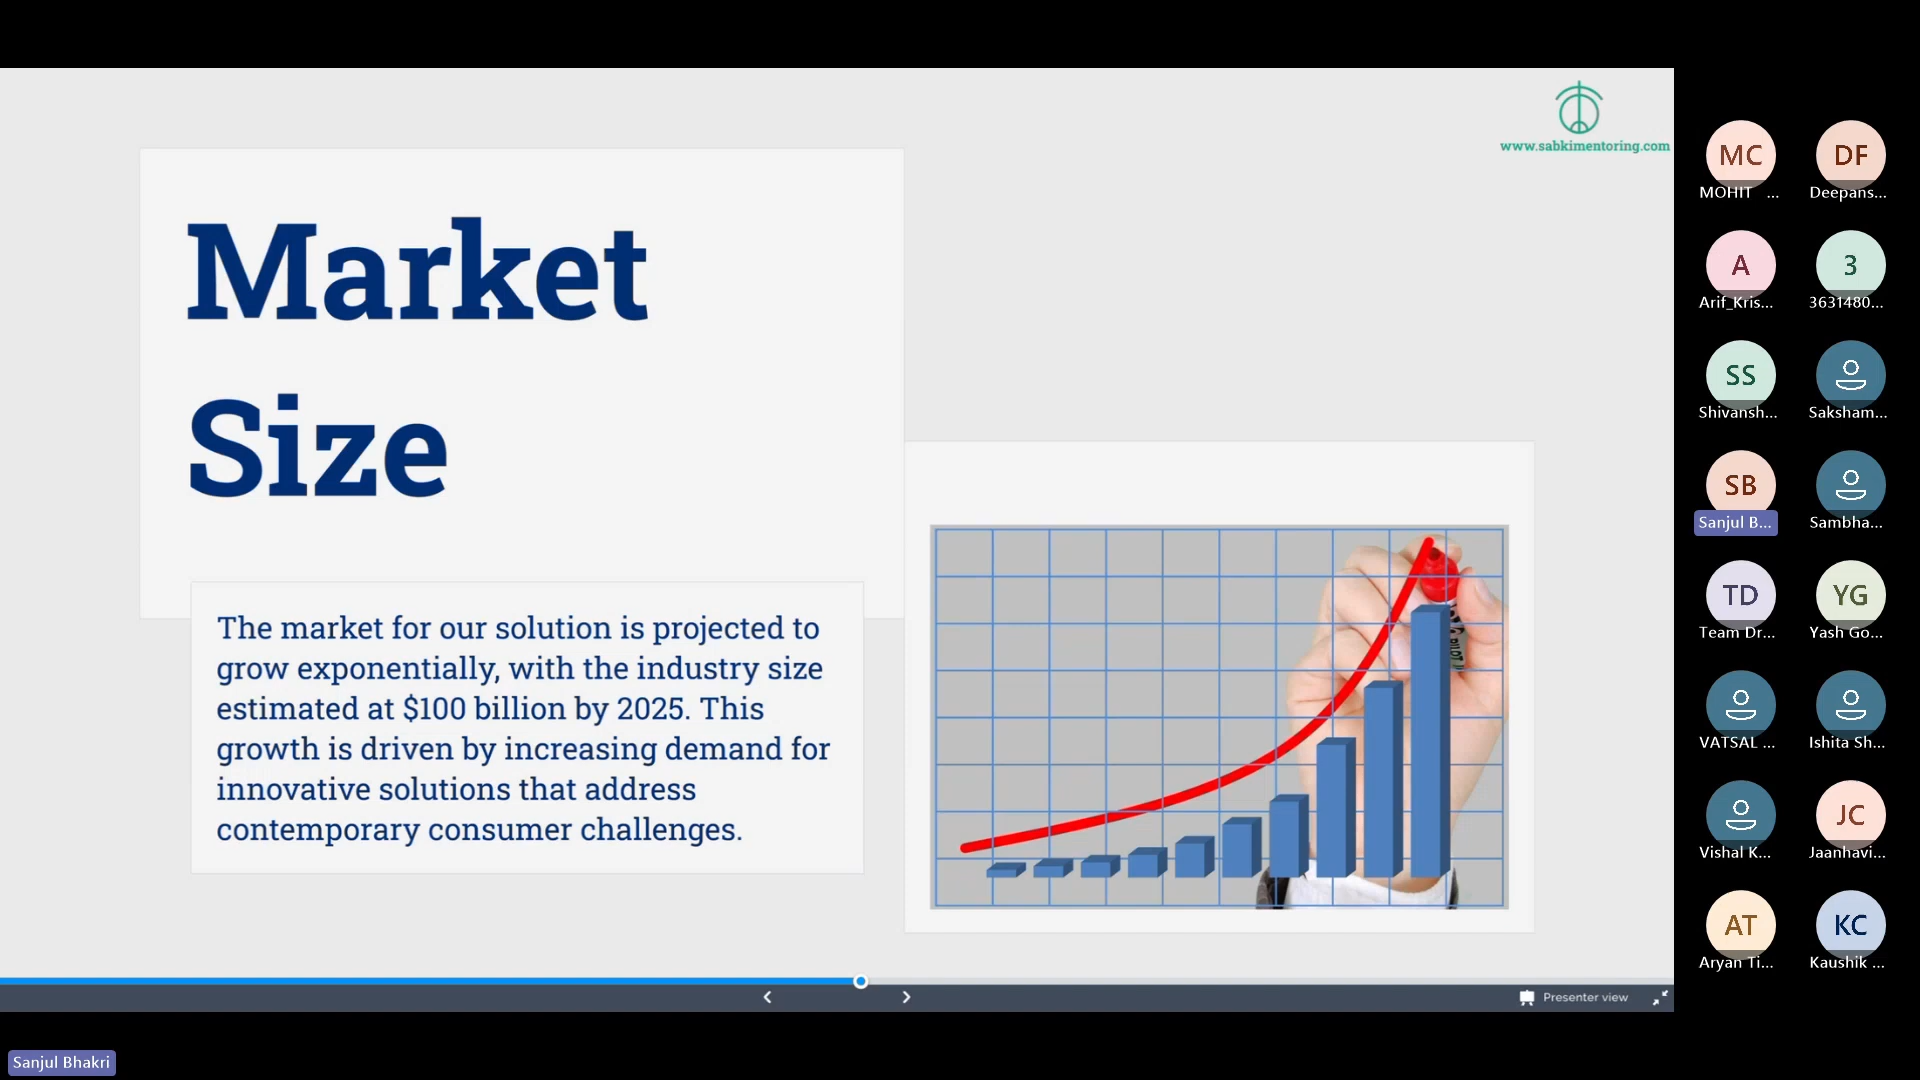 www.sabkimentoring.com
Market
Size
The market for our solution is projected to
grow exponentially, with the industry size
estimated at $100 billion by 2025. This
growth is driven by increasing demand for
innovative solutions that address
contemporary consumer challenges.
Presenter view
MC
MOHIT ...
DF
Deepans...
A
Arif_Kris...
3
3631480...
SS
Shivansh...
Saksham...
SB
Sanjul B...
Sambha...
TD
Team Dr...
YG
Yash Go...
VATSAL ...
Ishita Sh...
Vishal K...
JC
Jaanhavi...
AT
Aryan Ti...
KC
Kaushik ...
Sanjul Bhakri